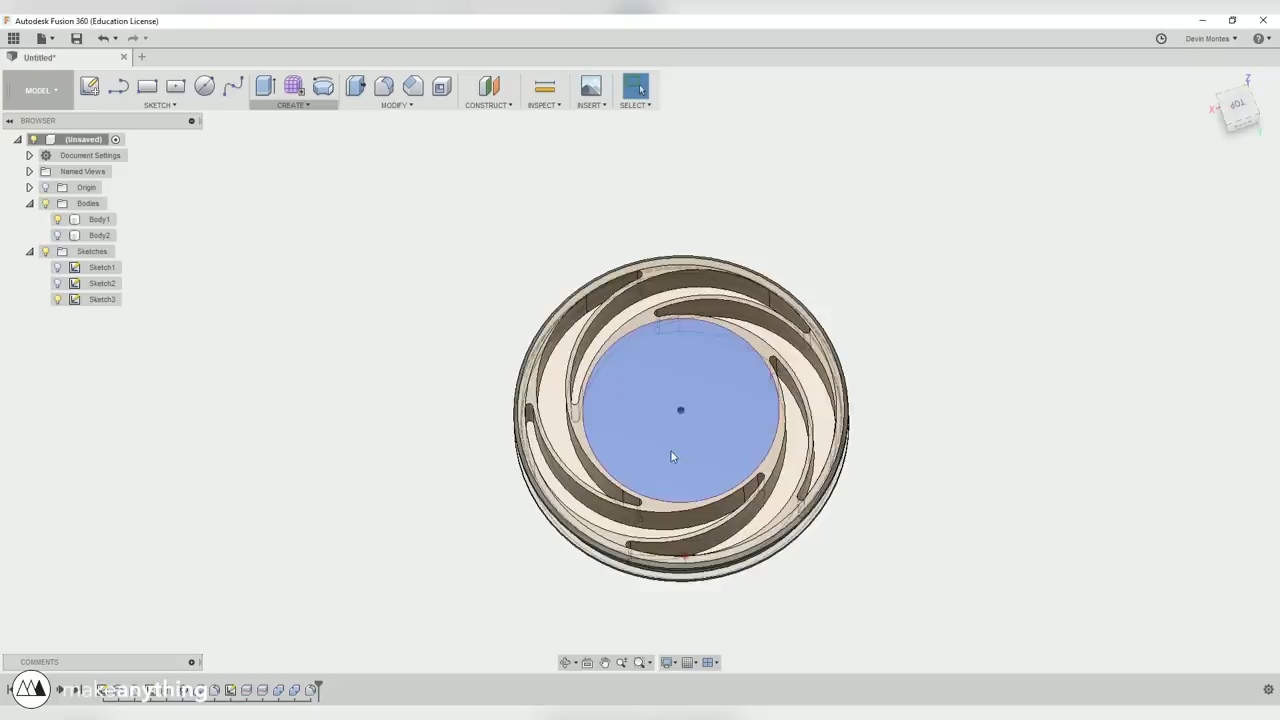 Autodesk Fusion 360 (Education License)
Devin Montes
Untitled*
MODEL
SKETCH
CREATE
MODIFY
CONSTRUCT
INSPECT
INSERT
SELECT
BROWSER
(Unsaved)
Document Settings
Named Views
Origin
Bodies
Body1
Body2
Sketches
Sketch1
Sketch2
Sketch3
Z
X
TOP
Y
COMMENTS
makeanything